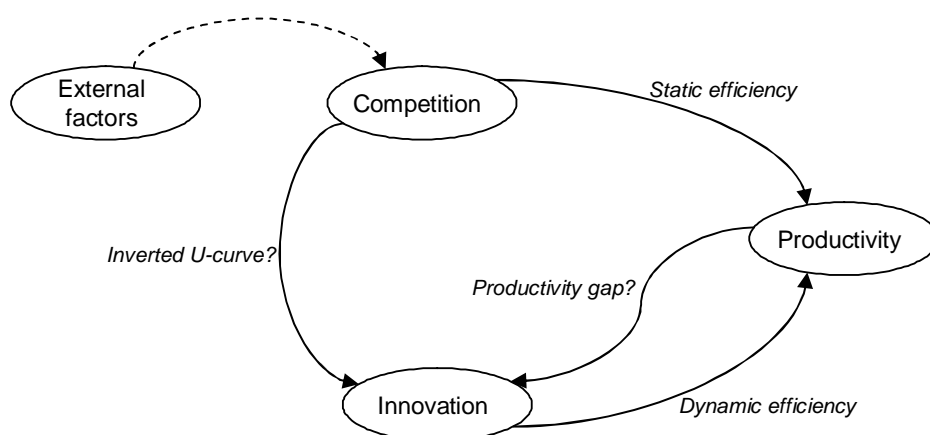 External
factors
Competition
Static efficiency
Inverted U-curve?
Productivity
Productivity gap?
Innovation
Dynamic efficiency